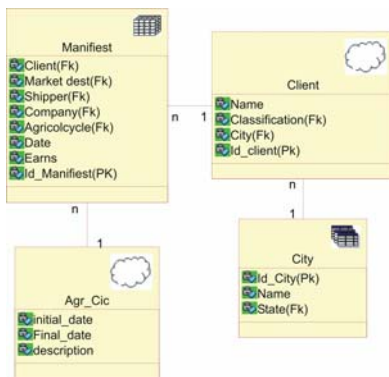 Manifiest
Client(Fk)
Market dest(Fk)
Shipper(Fk)
Company(Fk)
Agricolcycle(Fk)
Date
Earns
Id_Manifiest(PK)
n
1
Client
Name
Classification(Fk)
City(Fk)
Id_client(Pk)
n
1
n
1
Agr_Cic
initial_date
Final_date
description
City
Id_City(Pk)
Name
State(Fk)